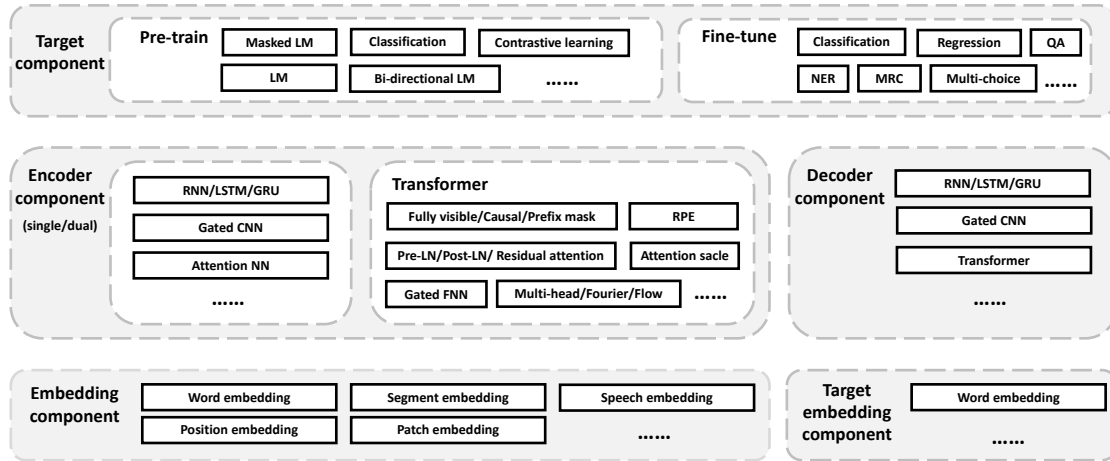 Target component
Pre-train
Masked LM
Classification
Contrastive learning
LM
Bi-directional LM
......
Fine-tune
Classification
Regression
QA
NER
MRC
Multi-choice
......
Encoder component
(single/dual)
RNN/LSTM/GRU
Gated CNN
Attention NN
......
Transformer
Fully visible/Causal/Prefix mask
RPE
Pre-LN/Post-LN/ Residual attention
Attention sacle
Gated FNN
Multi-head/Fourier/Flow
......
Decoder component
RNN/LSTM/GRU
Gated CNN
Transformer
......
Embedding component
Word embedding
Segment embedding
Speech embedding
Position embedding
Patch embedding
......
Target embedding component
Word embedding
......